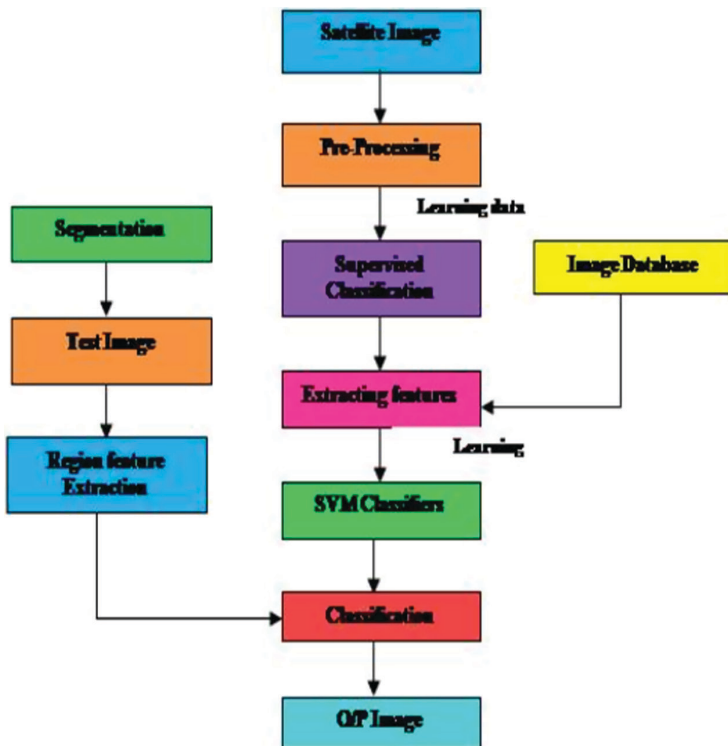 Satellite Image
Pre-Processing
Learning data
Segmentation
Supervised
Classification
Image Database
Test Image
Extracting features
Learning
Region feature
Extraction
SVM Classifiers
Classification
O/P Image